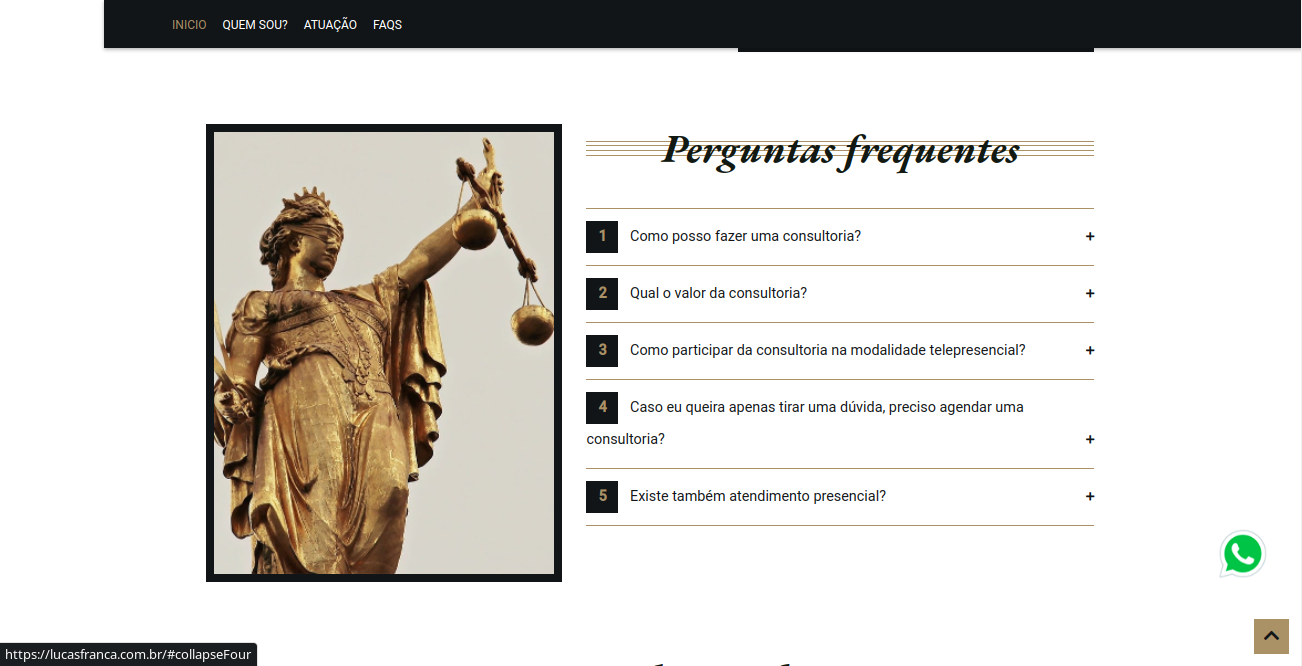 INICIO QUEM SOU? ATUAÇÃO FAQS
Perguntas frequentes
1 Como posso fazer uma consultoria? +
2 Qual o valor da consultoria? +
3 Como participar da consultoria na modalidade telepresencial? +
4 Caso eu queira apenas tirar uma dúvida, preciso agendar uma
consultoria? +
5 Existe também atendimento presencial? +
https://lucasfranca.com.br/#collapseFour